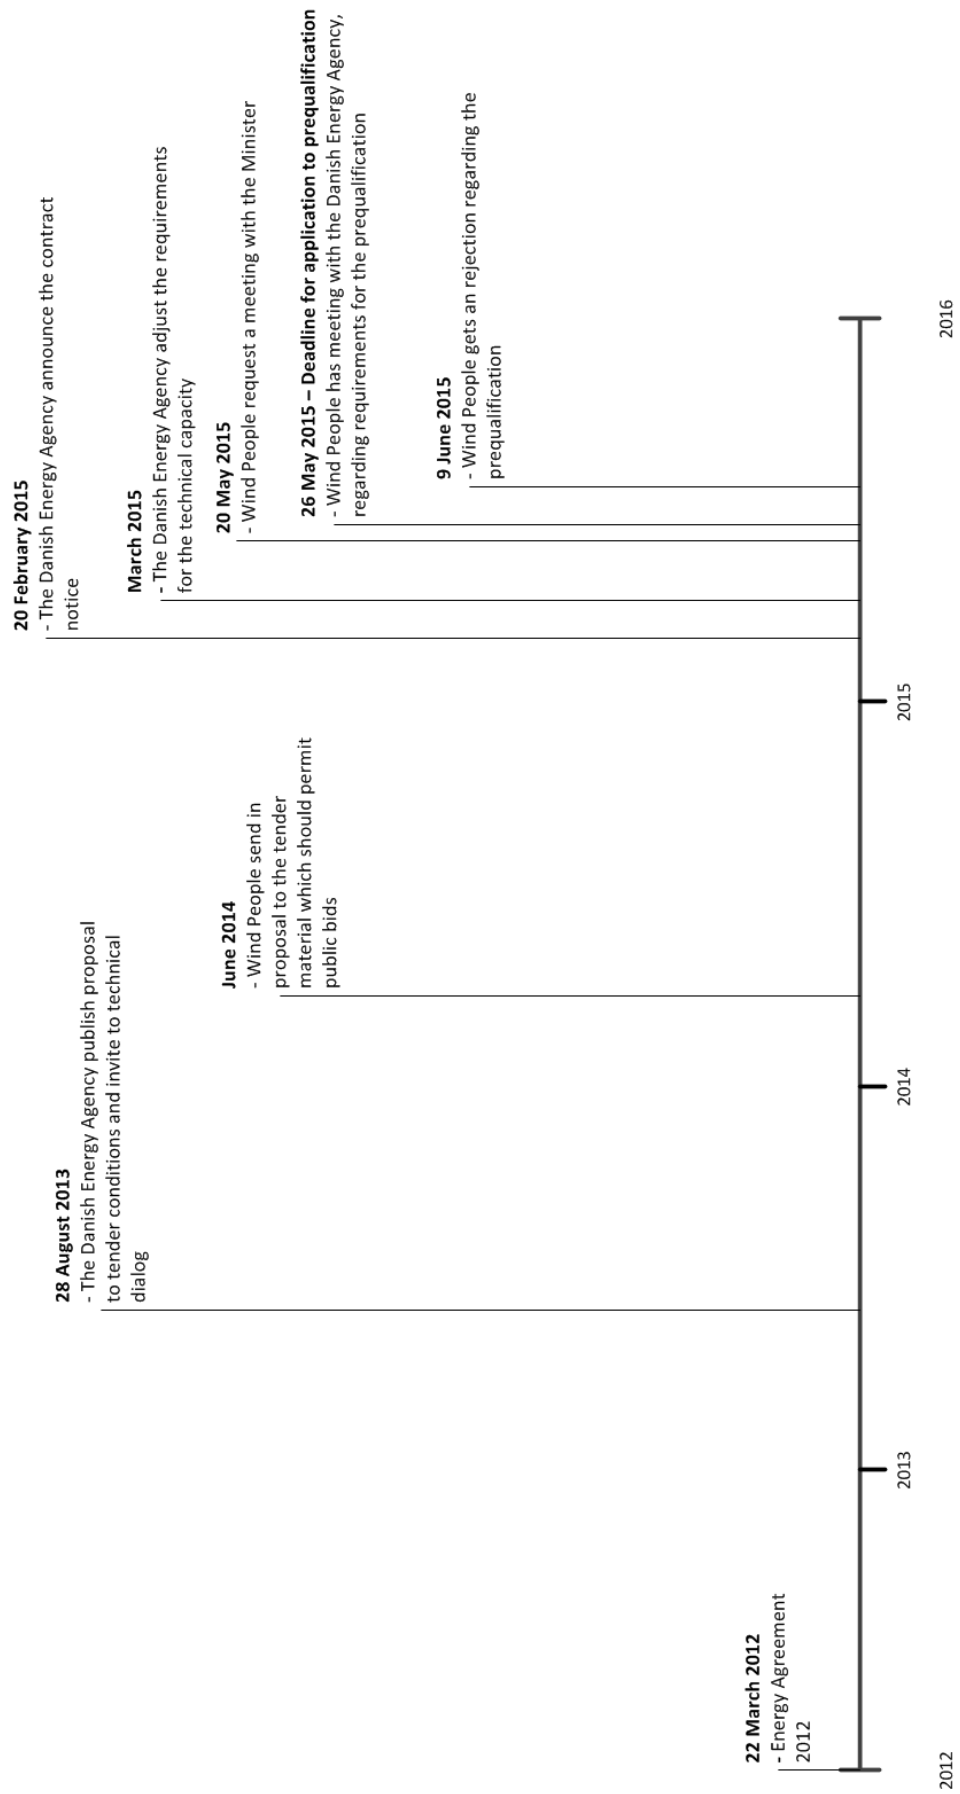 22 March 2012
- Energy Agreement
2012
28 August 2013
- The Danish Energy Agency publish proposal
to tender conditions and invite to technical
dialog
June 2014
- Wind People send in
proposal to the tender
material which should permit
public bids
20 February 2015
- The Danish Energy Agency announce the contract
notice
March 2015
- The Danish Energy Agency adjust the requirements
for the technical capacity
20 May 2015
- Wind People request a meeting with the Minister
26 May 2015 – Deadline for application to prequalification
- Wind People has meeting with the Danish Energy Agency,
regarding requirements for the prequalification
9 June 2015
- Wind People gets an rejection regarding the
prequalification
2012
2013
2014
2015
2016